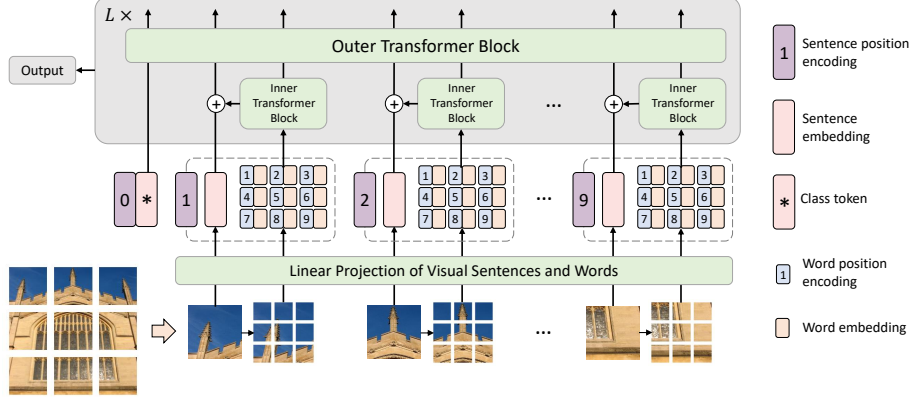 L ×
Outer Transformer Block
Output
Inner
Transformer
Block
Inner
Transformer
Block
...
Inner
Transformer
Block
0 *
1
1 2 3
4 5 6
7 8 9
2
1 2 3
4 5 6
7 8 9
...
9
1 2 3
4 5 6
7 8 9
Linear Projection of Visual Sentences and Words
...
1
Sentence position
encoding
Sentence
embedding
*
Class token
1
Word position
encoding
Word embedding